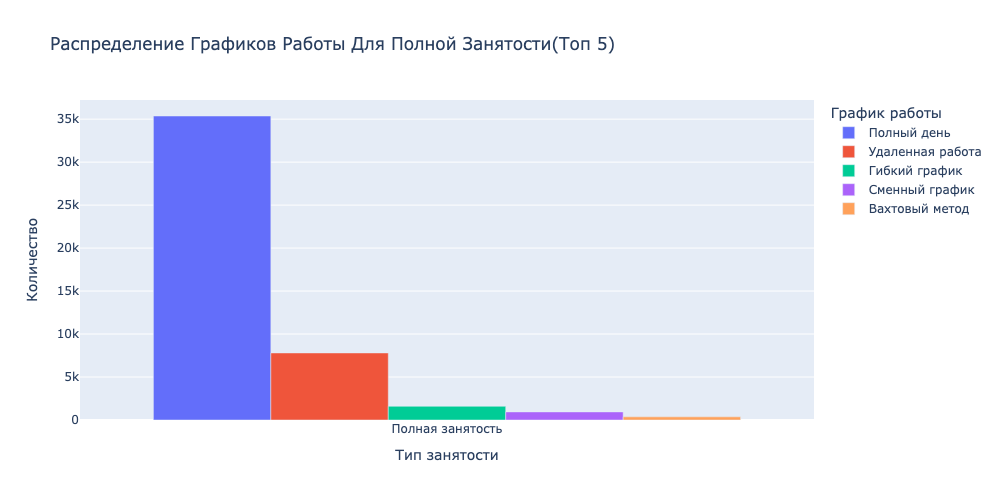 Распределение Графиков Работы Для Полной Занятости(Топ 5)
График работы
Полный день
Удаленная работа
Гибкий график
Сменный график
Вахтовый метод
Количество
35k
30k
25k
20k
15k
10k
5k
0
Полная занятость
Тип занятости